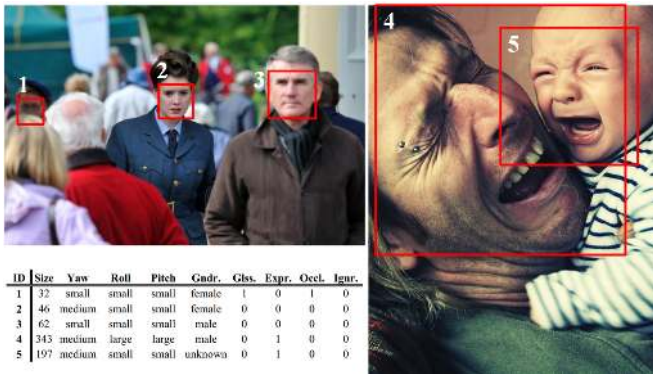 1
2
3
4
5
ID Size Yaw Roll Pitch Gndr. Glss. Expr. Occl. Ignr.
1 32 small small small female 1 0 1 0
2 46 medium small small female 0 0 0 0
3 62 small small small male 0 0 0 0
4 343 medium large large male 0 1 0 0
5 197 medium small small unknown 0 1 0 0